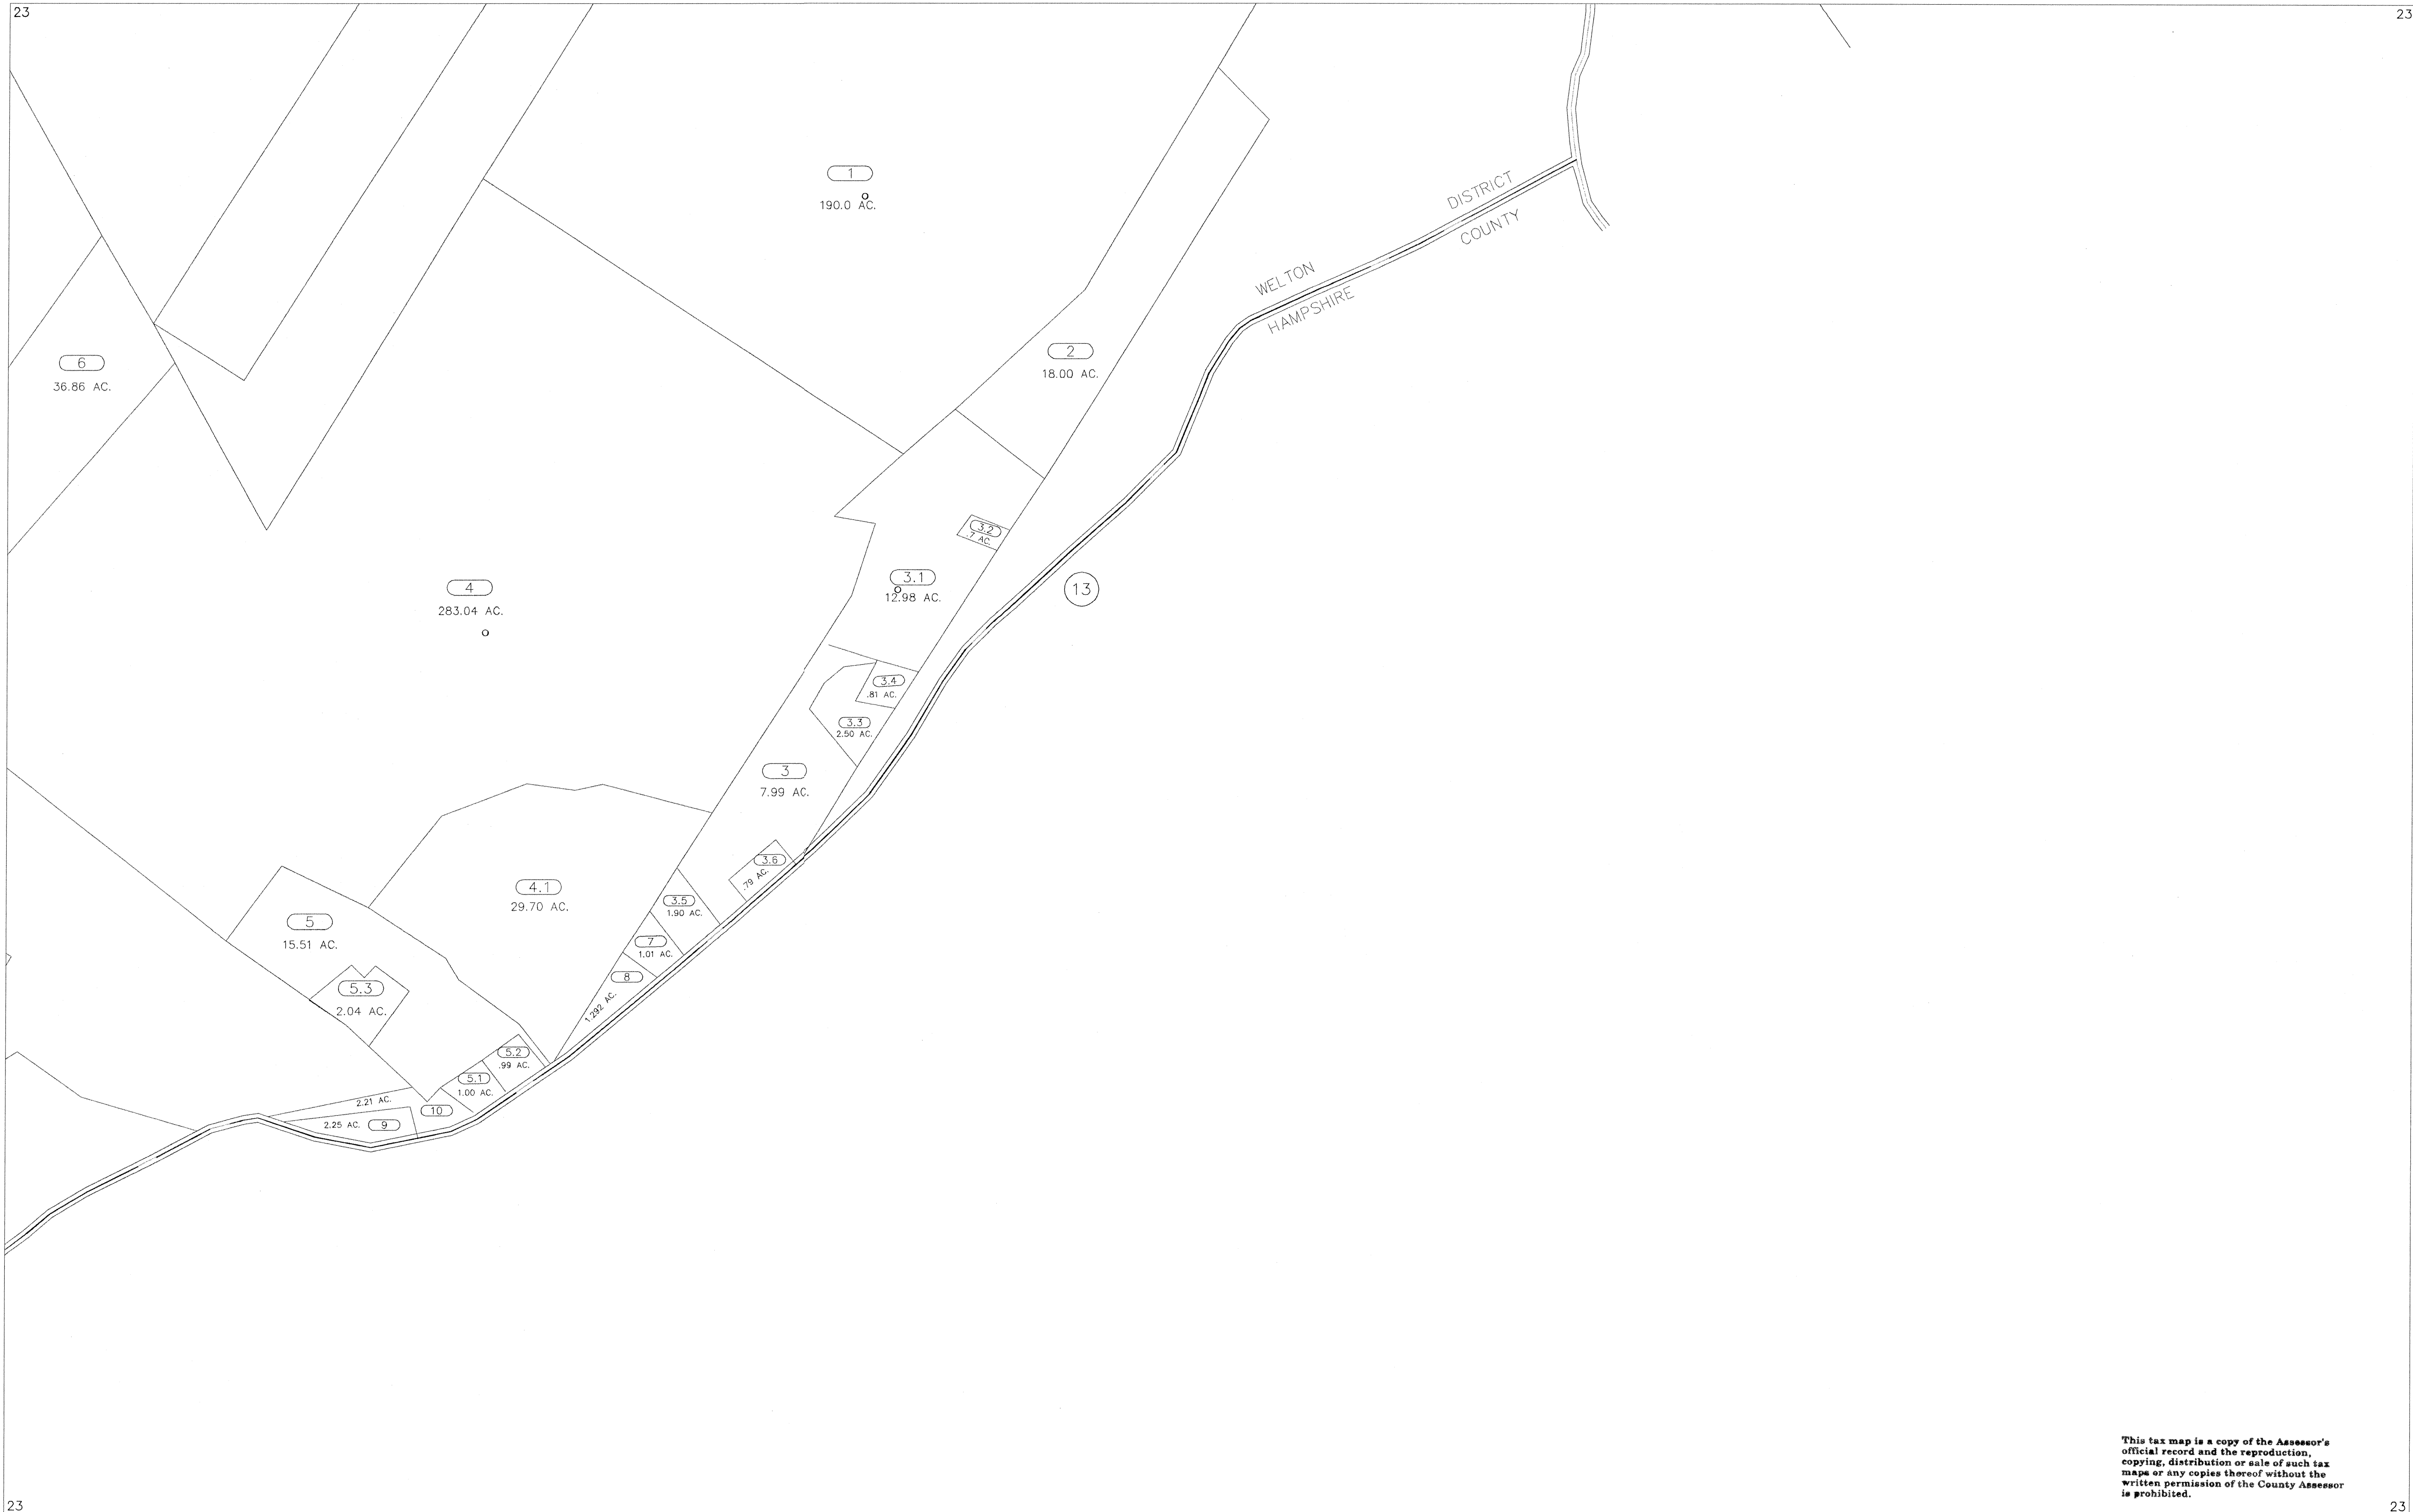 23
23
1
190.0 AC.
DISTRICT
COUNTY
WELTON
HAMPSHIRE
2
18.00 AC.
6
36.86 AC.
3.2
.7 AC.
3.1
12.98 AC.
4
283.04 AC.
13
3.4
.81 AC.
3.3
2.50 AC.
3
7.99 AC.
3.6
.79 AC.
4.1
29.70 AC.
3.5
1.90 AC.
5
15.51 AC.
7
1.01 AC.
8
1.292 AC.
5.3
2.04 AC.
5.2
.99 AC.
5.1
1.00 AC.
2.21 AC.
10
2.25 AC.
9
This tax map is a copy of the Assessor's
official record and the reproduction,
copying, distribution or sale of such tax
maps or any copies thereof without the
written permission of the County Assessor
is prohibited.
23
23